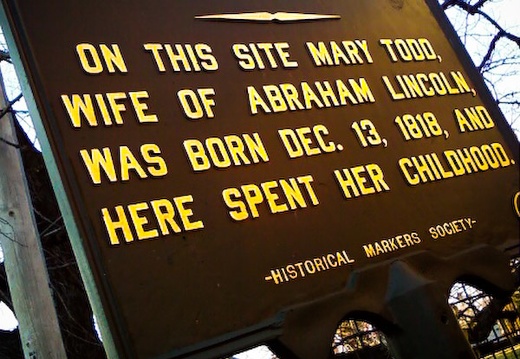 ON THIS SITE MARY TODD,
WIFE OF ABRAHAM LINCOLN,
WAS BORN DEC. 13, 1818, AND
HERE SPENT HER CHILDHOOD.
-HISTORICAL MARKERS SOCIETY-